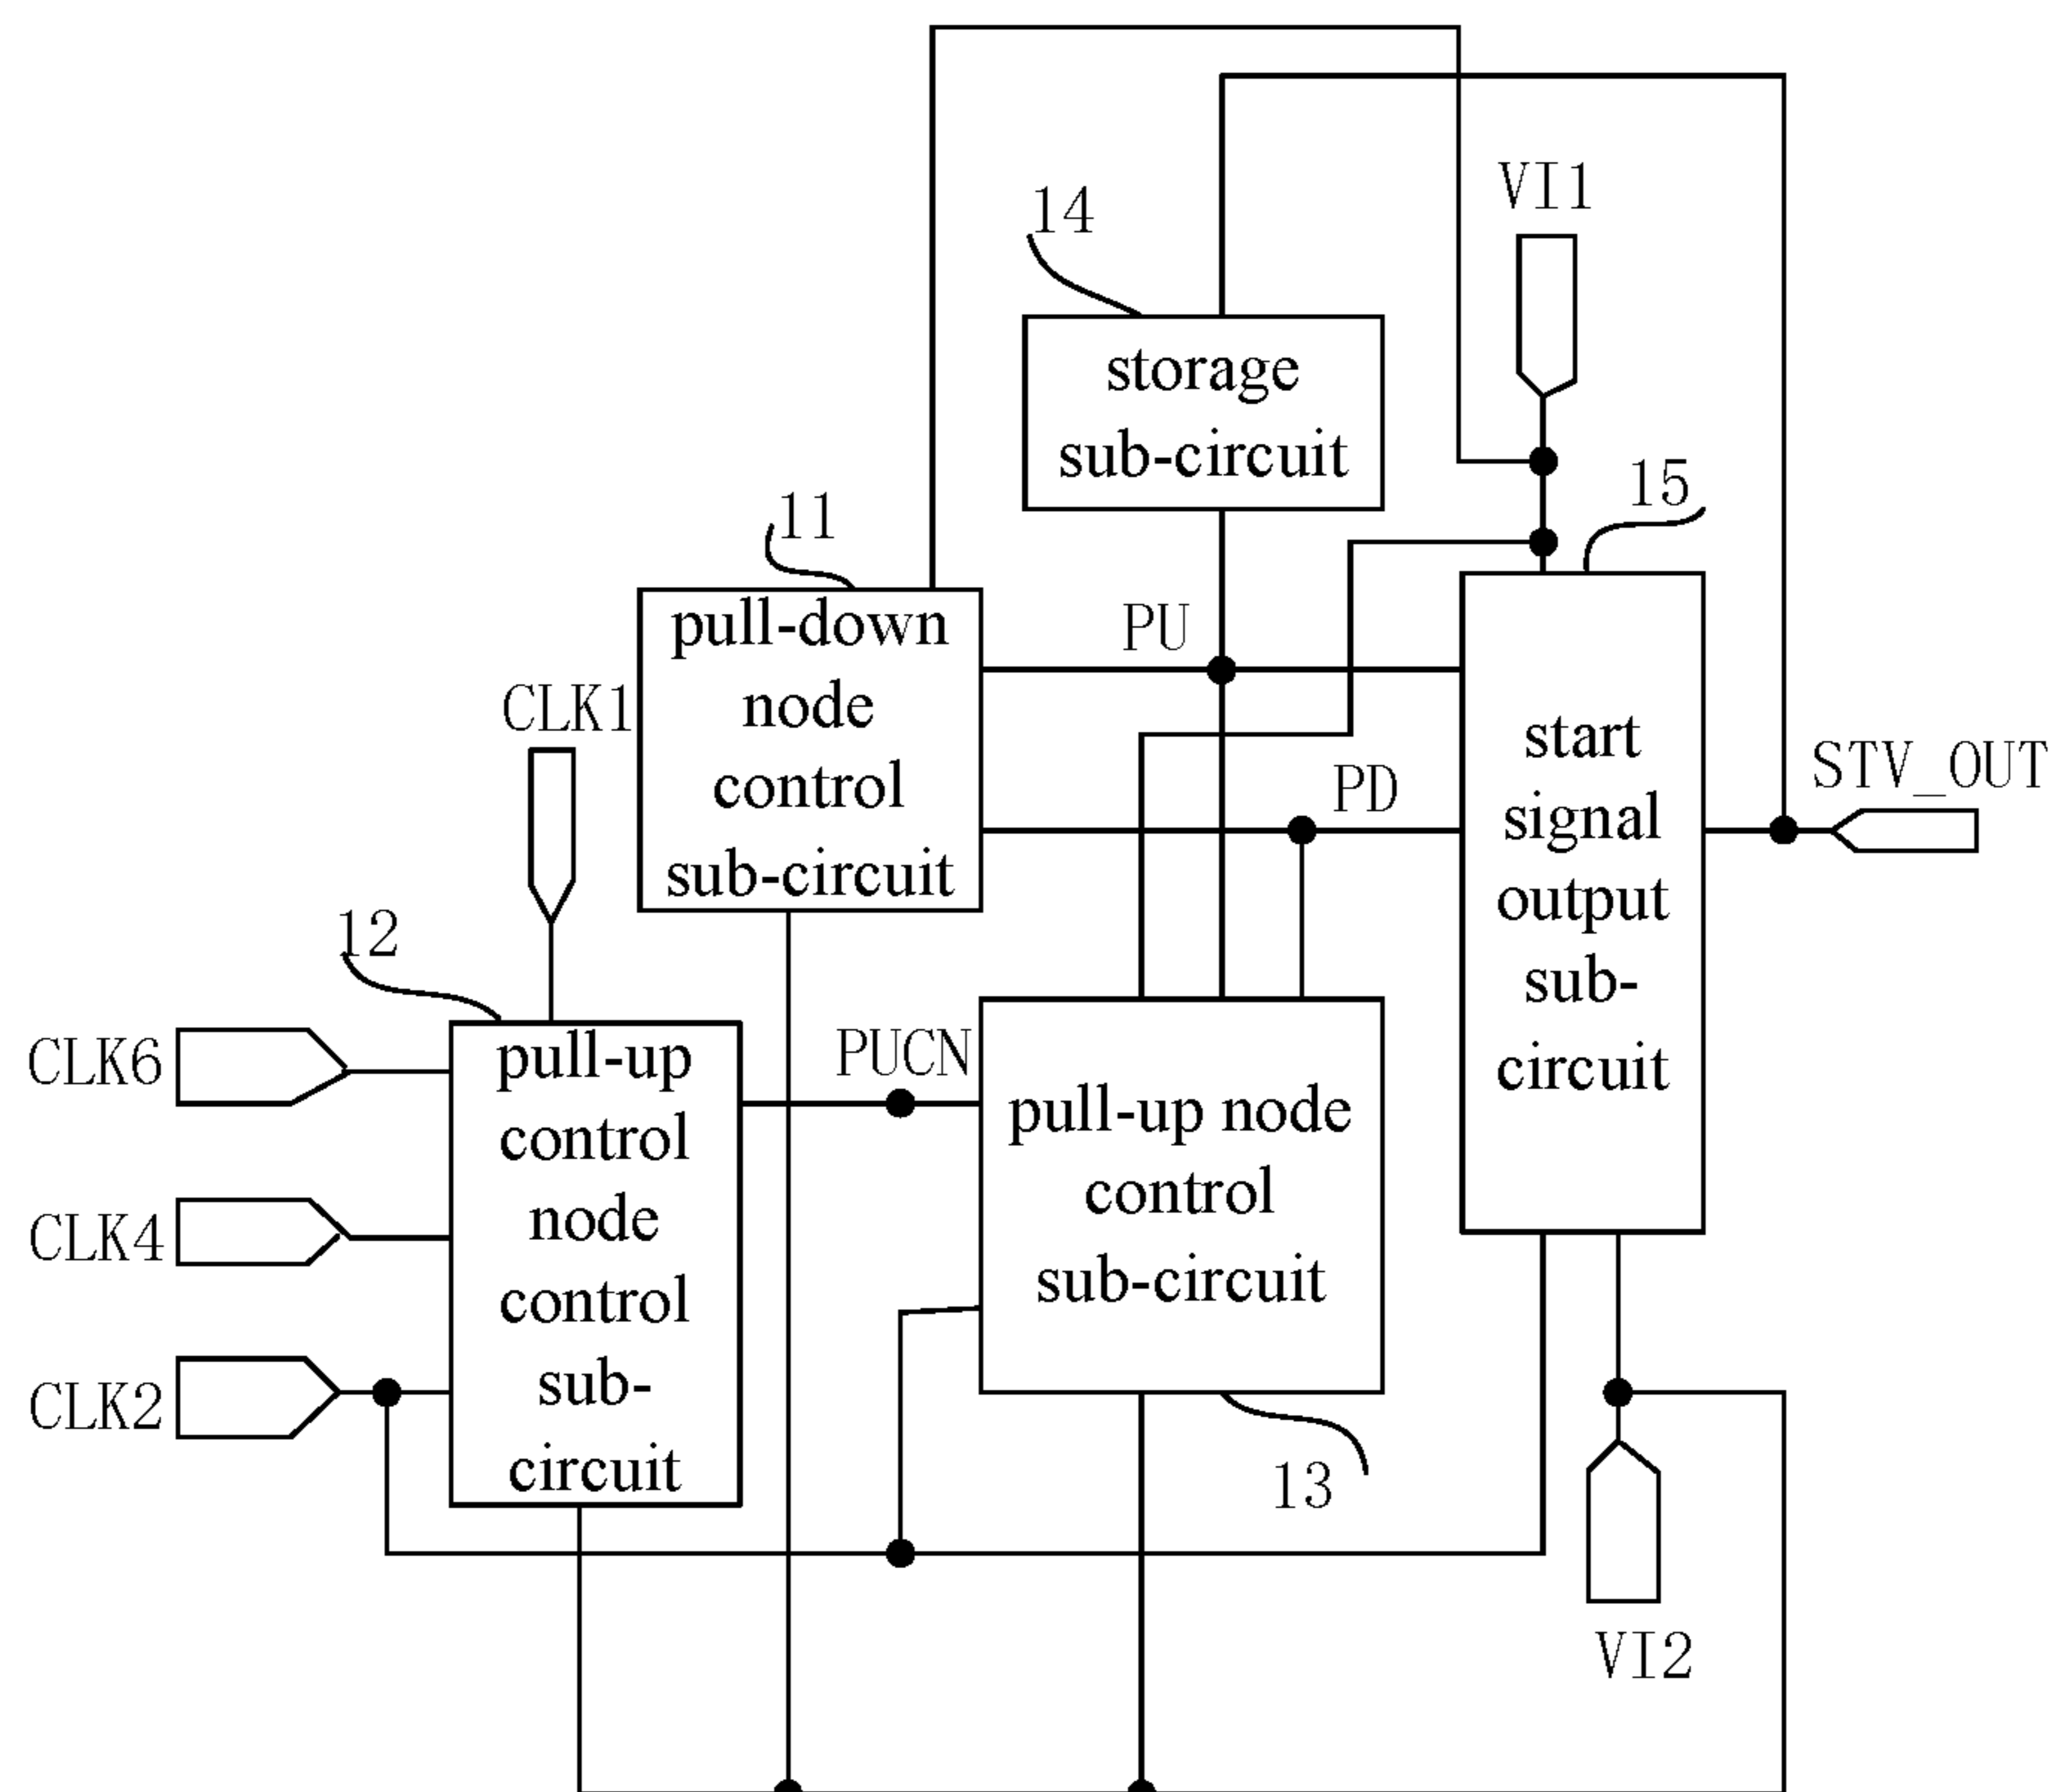 VI1
14
storage
sub-circuit
15
11
pull-down
node
control
sub-circuit
PU
CLK1
start
signal
output
sub-
circuit
PD
STV_OUT
12
CLK6
CLK4
CLK2
pull-up
control
node
control
sub-
circuit
PUCN
pull-up node
control
sub-circuit
13
VI2